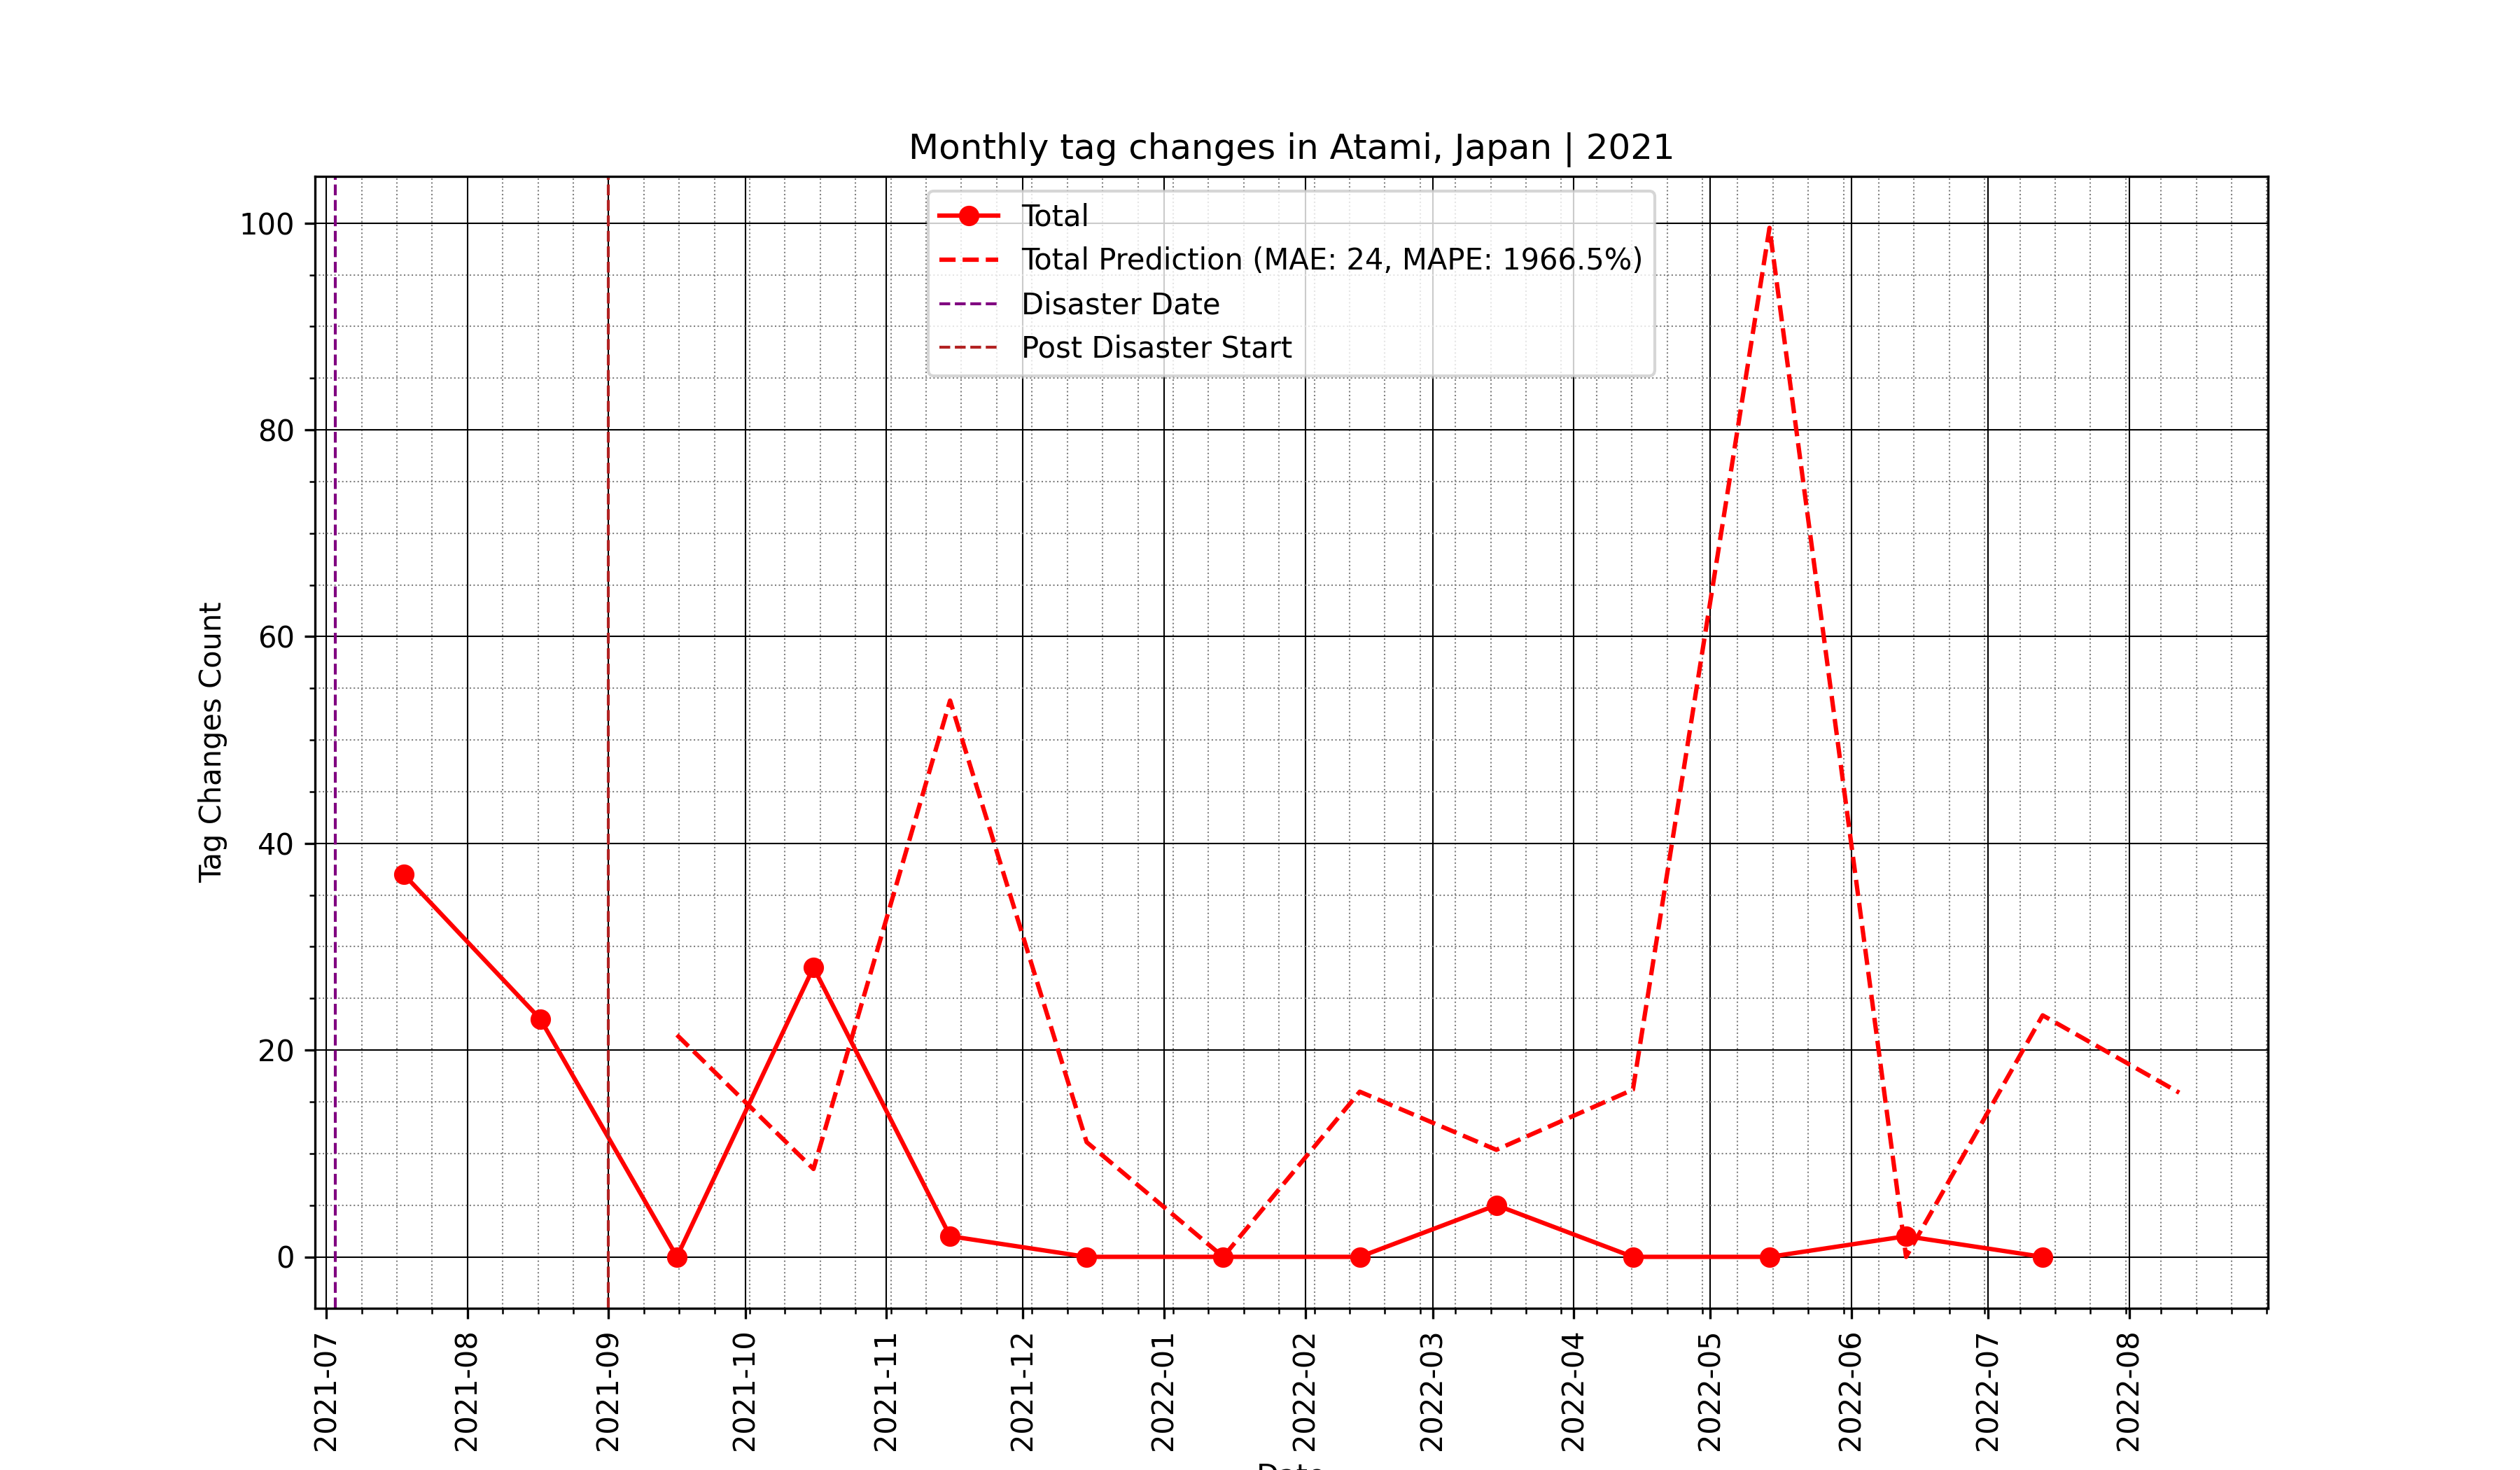 Monthly tag changes in Atami, Japan | 2021
Total
Total Prediction (MAE: 24, MAPE: 1966.5%)
Disaster Date
Post Disaster Start
Tag Changes Count
100
80
60
40
20
0
2021-07
2021-08
2021-09
2021-10
2021-11
2021-12
2022-01
2022-02
2022-03
2022-04
2022-05
2022-06
2022-07
2022-08
Date